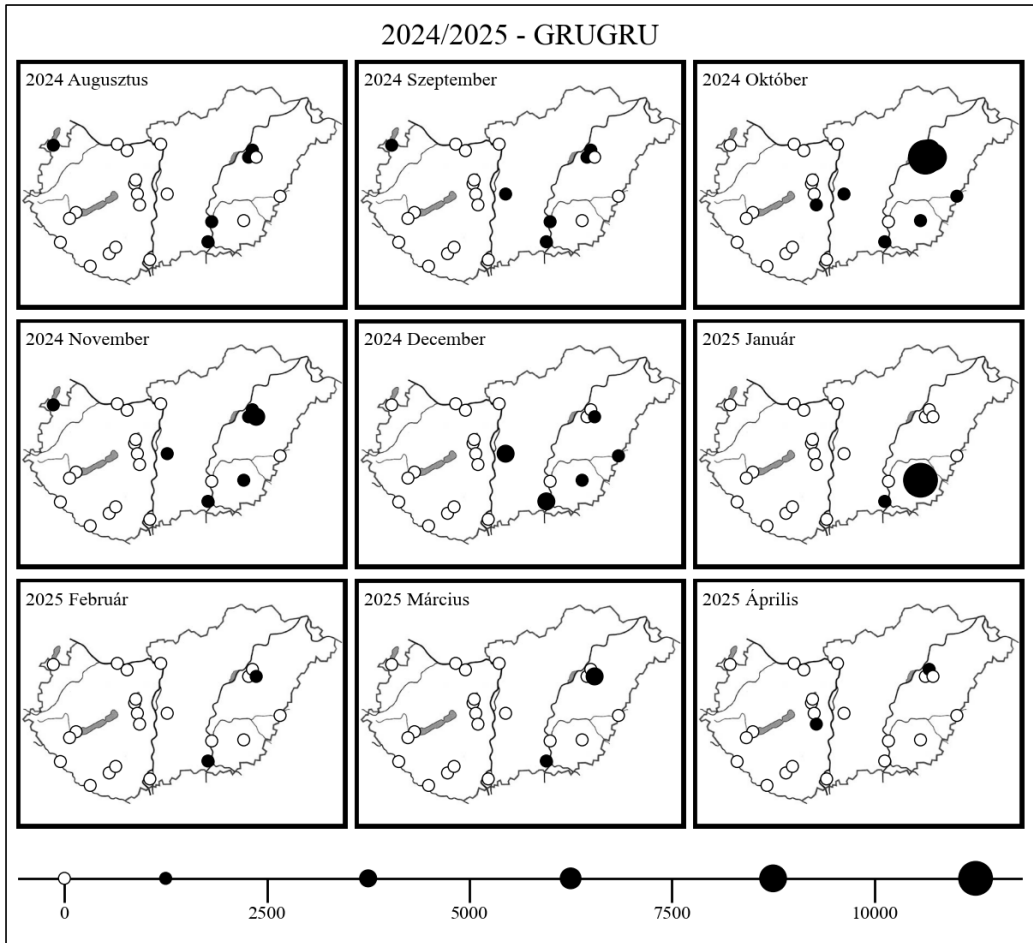 2024/2025 - GRUGRU
2024 Augusztus
2024 Szeptember
2024 Október
2024 November
2024 December
2025 Január
2025 Február
2025 Március
2025 Április
0
2500
5000
7500
10000